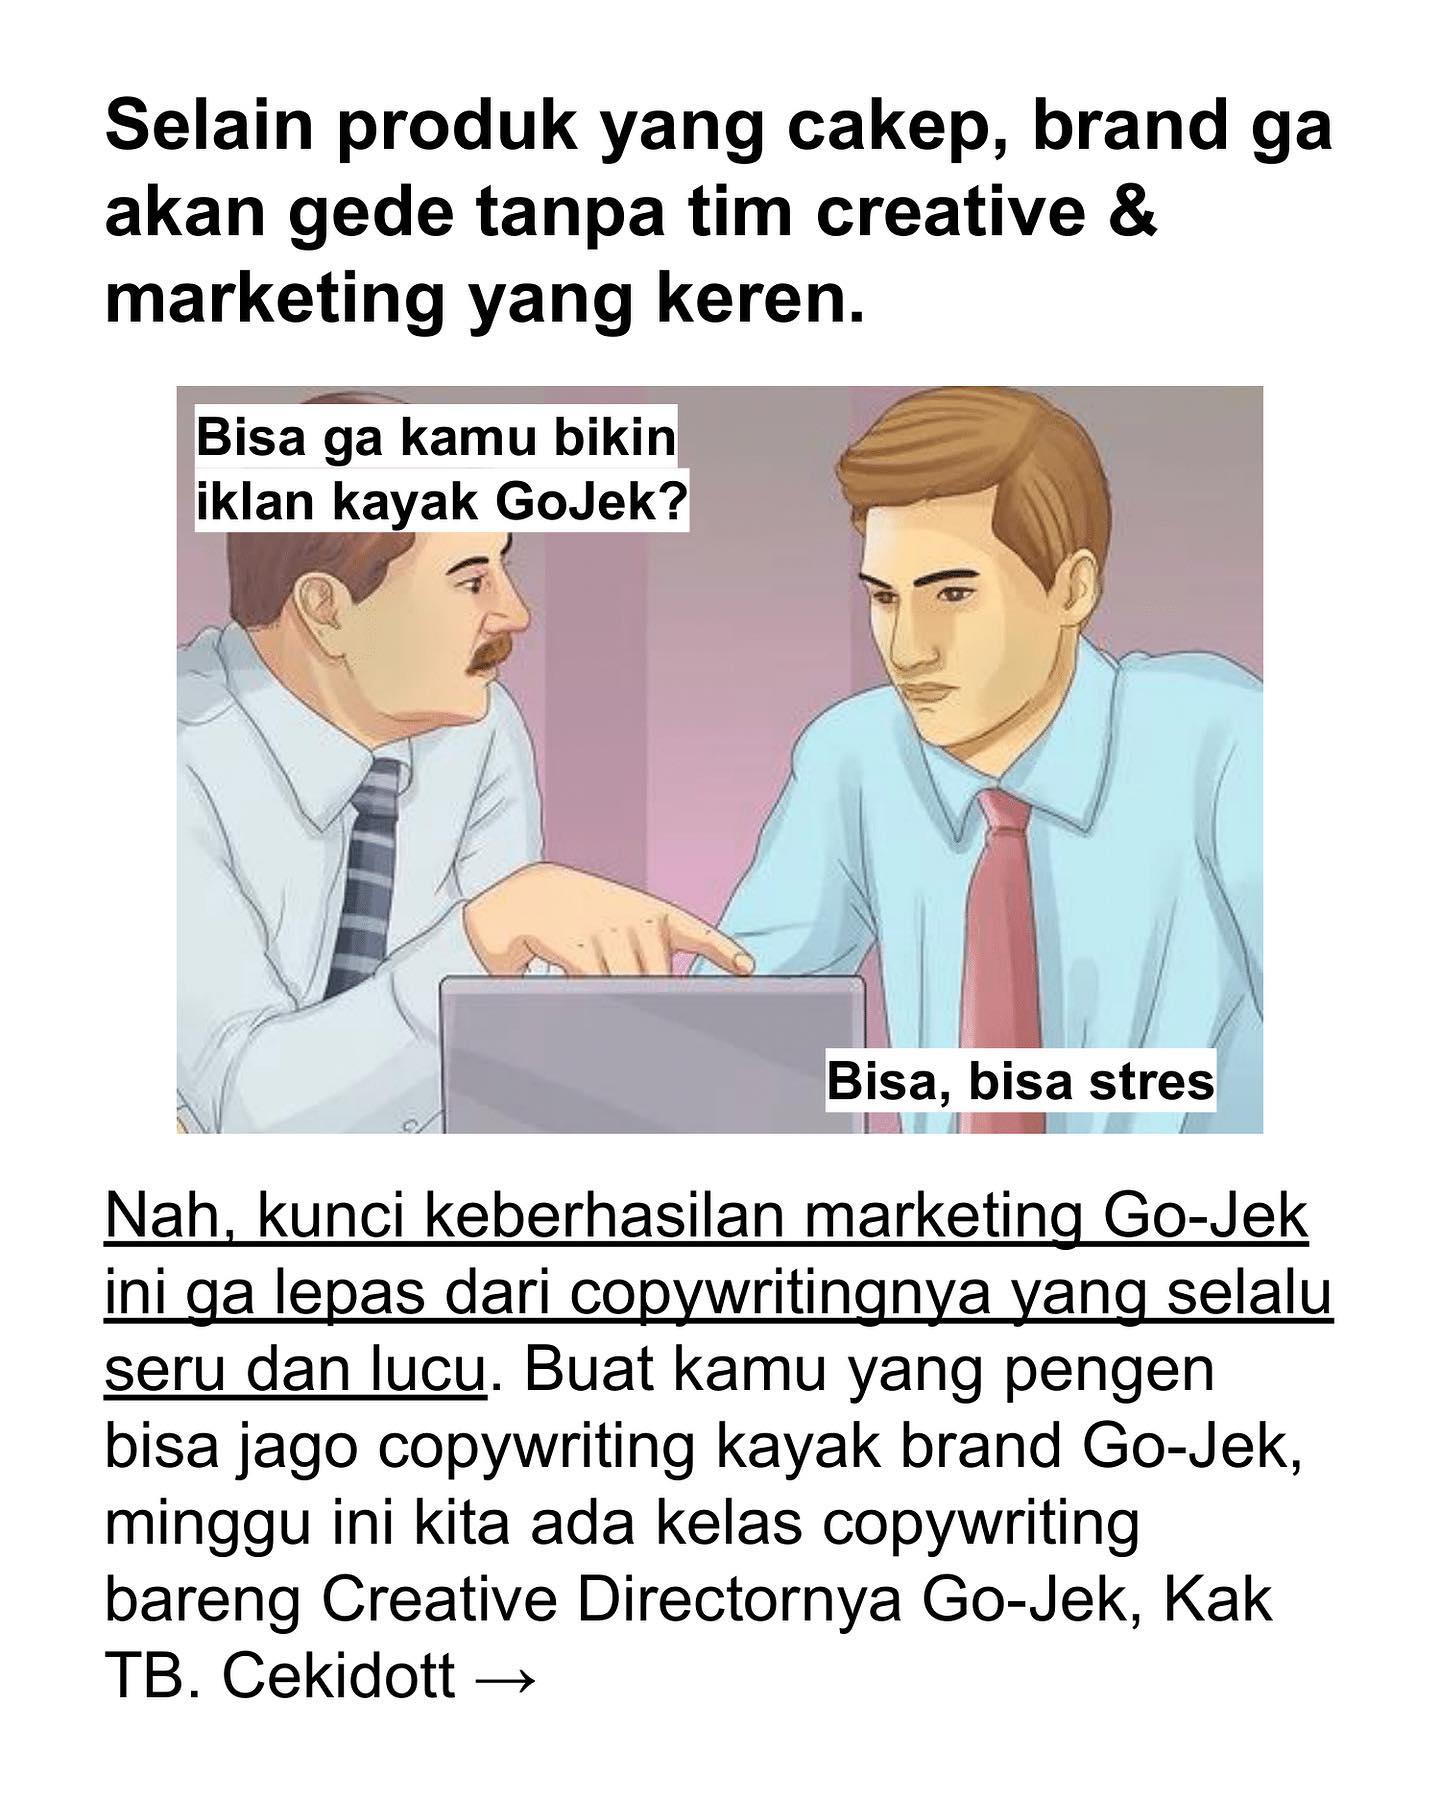 Selain produk yang cakep, brand ga
akan gede tanpa tim creative &
marketing yang keren.
Bisa ga kamu bikin
iklan kayak GoJek?
Bisa, bisa stres
Nah, kunci keberhasilan marketing Go-Jek
ini ga lepas dari copywritingnya yang selalu
seru dan lucu. Buat kamu yang pengen
bisa jago copywriting kayak brand Go-Jek,
minggu ini kita ada kelas copywriting
bareng Creative Directornya Go-Jek, Kak
TB. Cekidott →